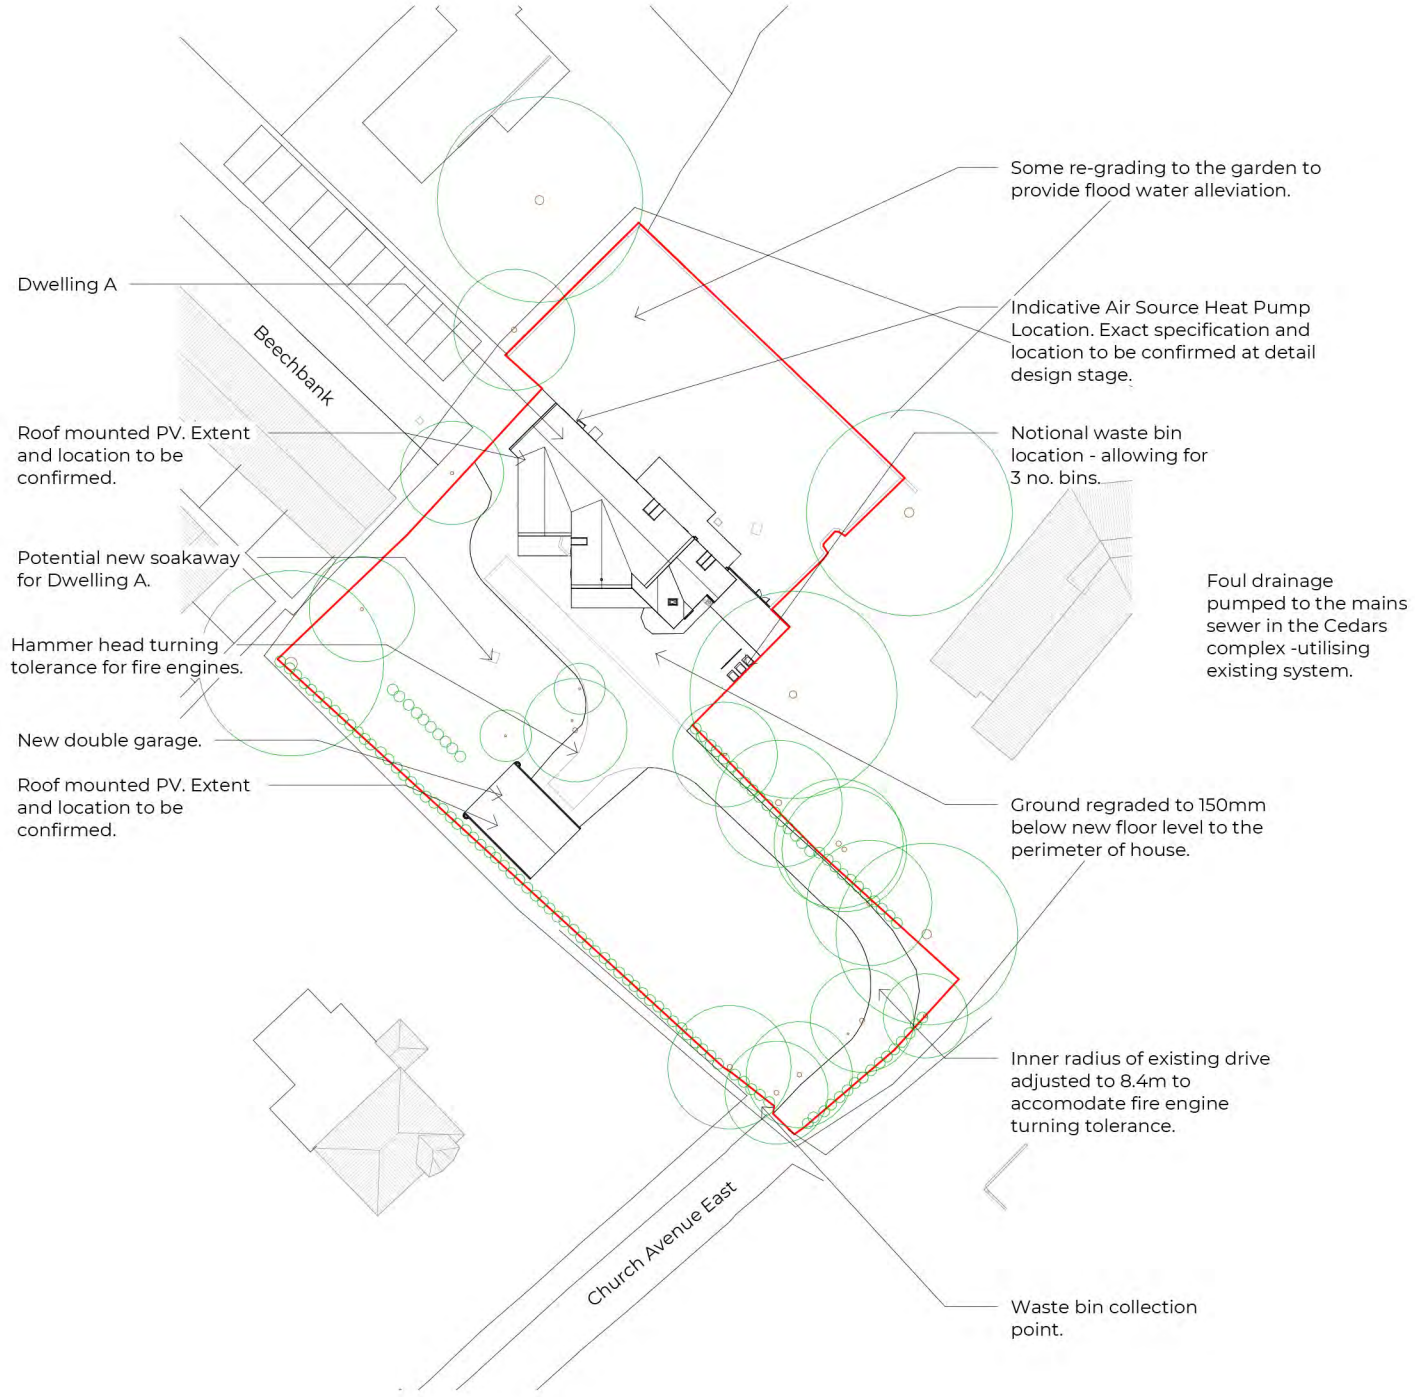 Some re-grading to the garden to
provide flood water alleviation.
Dwelling A
Indicative Air Source Heat Pump
Location. Exact specification and
location to be confirmed at detail
design stage.
Beechbank
Roof mounted PV. Extent
and location to be
confirmed.
Notional waste bin
location - allowing for
3 no. bins.
Potential new soakaway
for Dwelling A.
Foul drainage
pumped to the mains
sewer in the Cedars
complex -utilising
existing system.
Hammer head turning
tolerance for fire engines.
New double garage.
Roof mounted PV. Extent
and location to be
confirmed.
Ground regraded to 150mm
below new floor level to the
perimeter of house.
Inner radius of existing drive
adjusted to 8.4m to
accomodate fire engine
turning tolerance.
Church Avenue East
Waste bin collection
point.